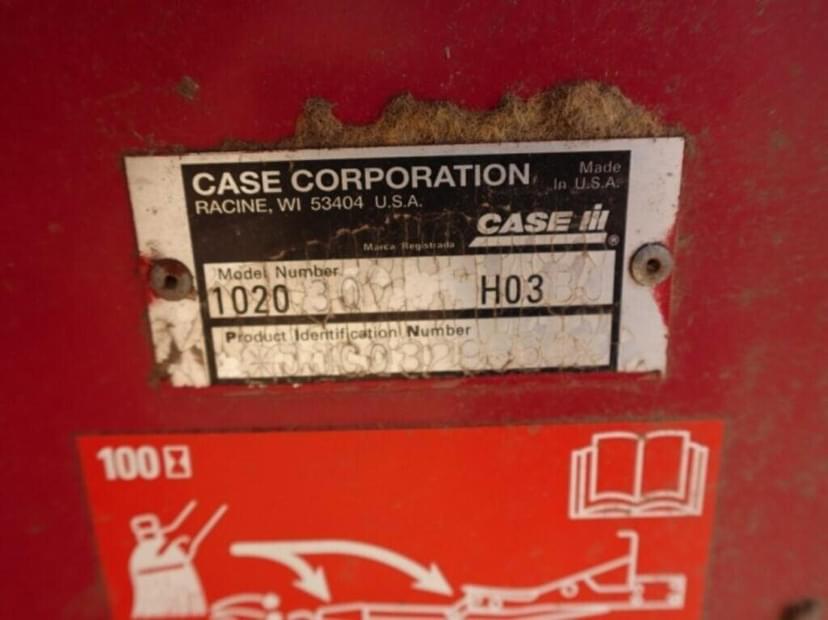 CASE CORPORATION
Made
In U.S.A.
RACINE, WI 53404 U.S.A.
CASE IH
®
Marca Registrada
Model Number
1020 H03
Product Identification Number
100